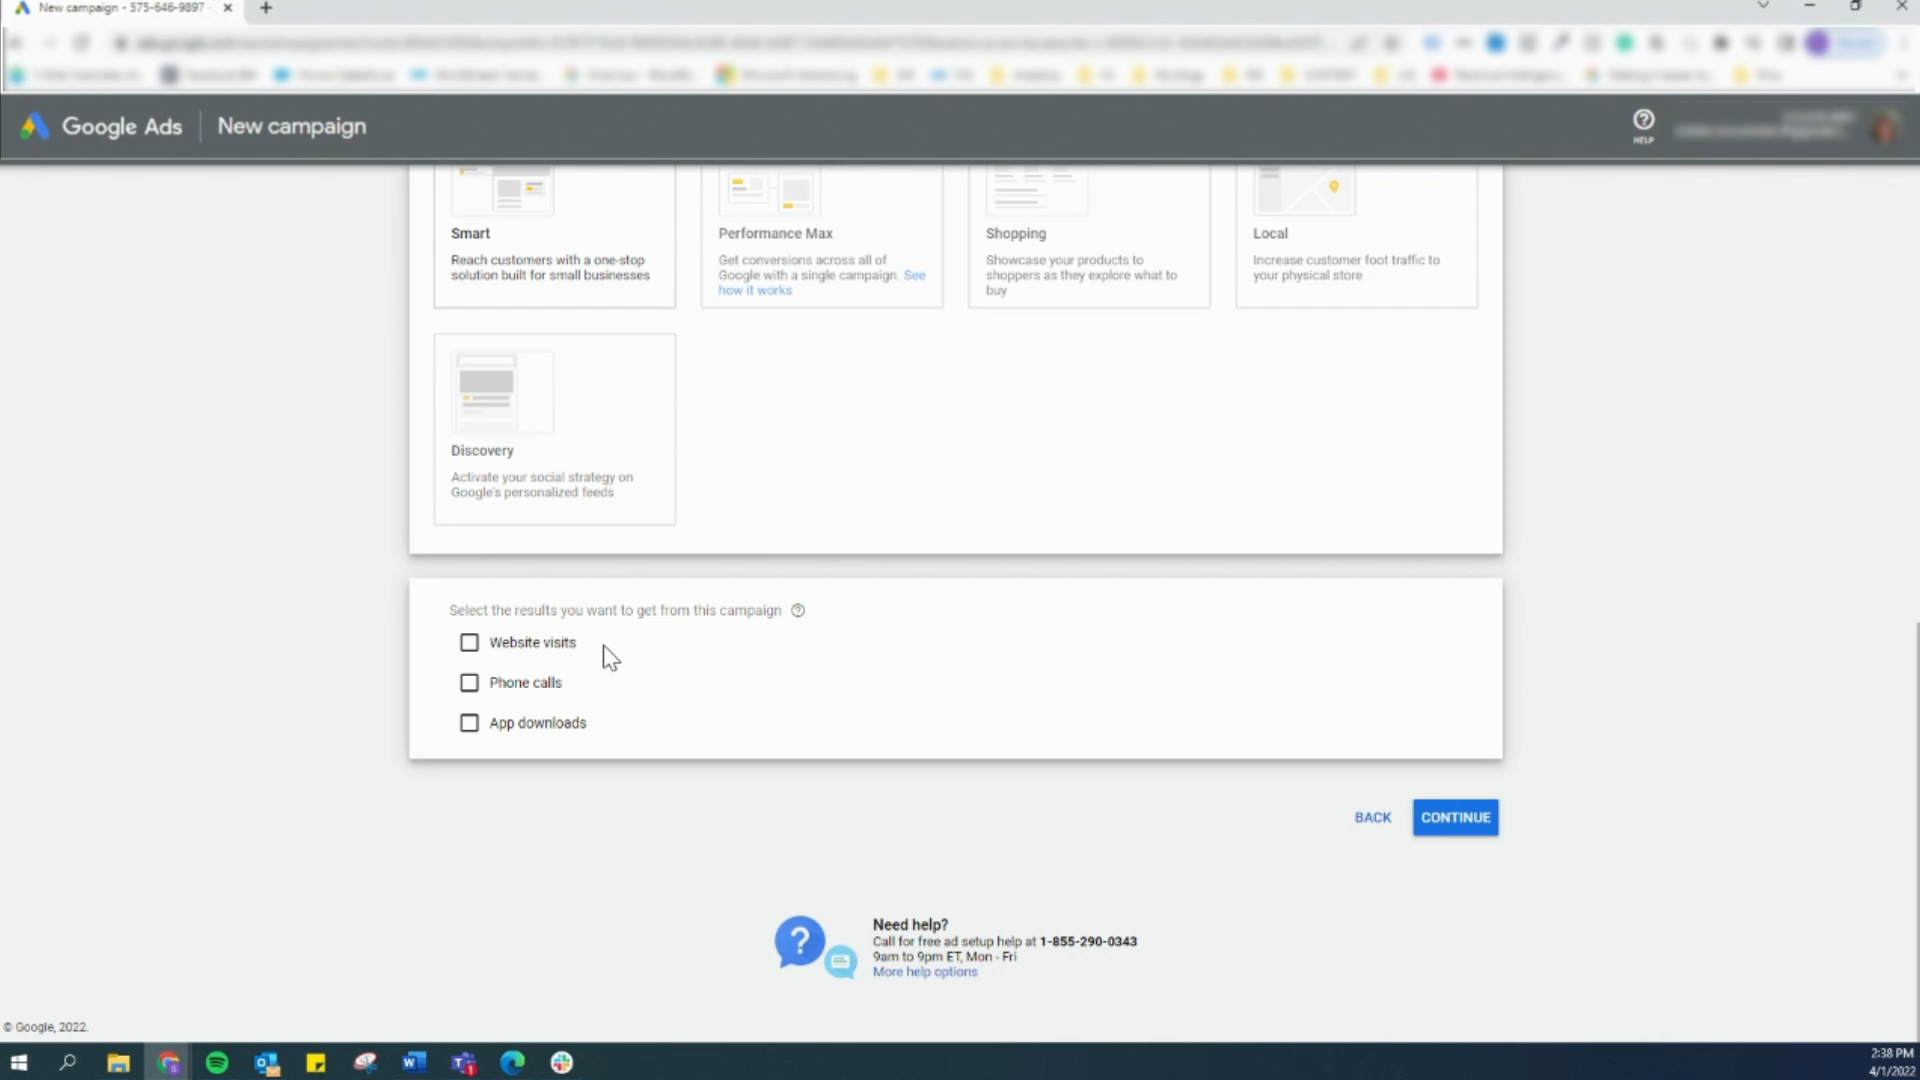 New campaign - 575-646-9897 -
Google Ads
New campaign
HELP
Smart
Reach customers with a one-stop
solution built for small businesses
Performance Max
Get conversions across all of
Google with a single campaign. See
how it works
Shopping
Showcase your products to
shoppers as they explore what to
buy
Local
Increase customer foot traffic to
your physical store
Discovery
Activate your social strategy on
Google's personalized feeds
Select the results you want to get from this campaign
Website visits
Phone calls
App downloads
BACK
CONTINUE
Need help?
Call for free ad setup help at 1-855-290-0343
9am to 9pm ET, Mon - Fri
More help options
© Google, 2022.
2:38 PM
4/1/2022